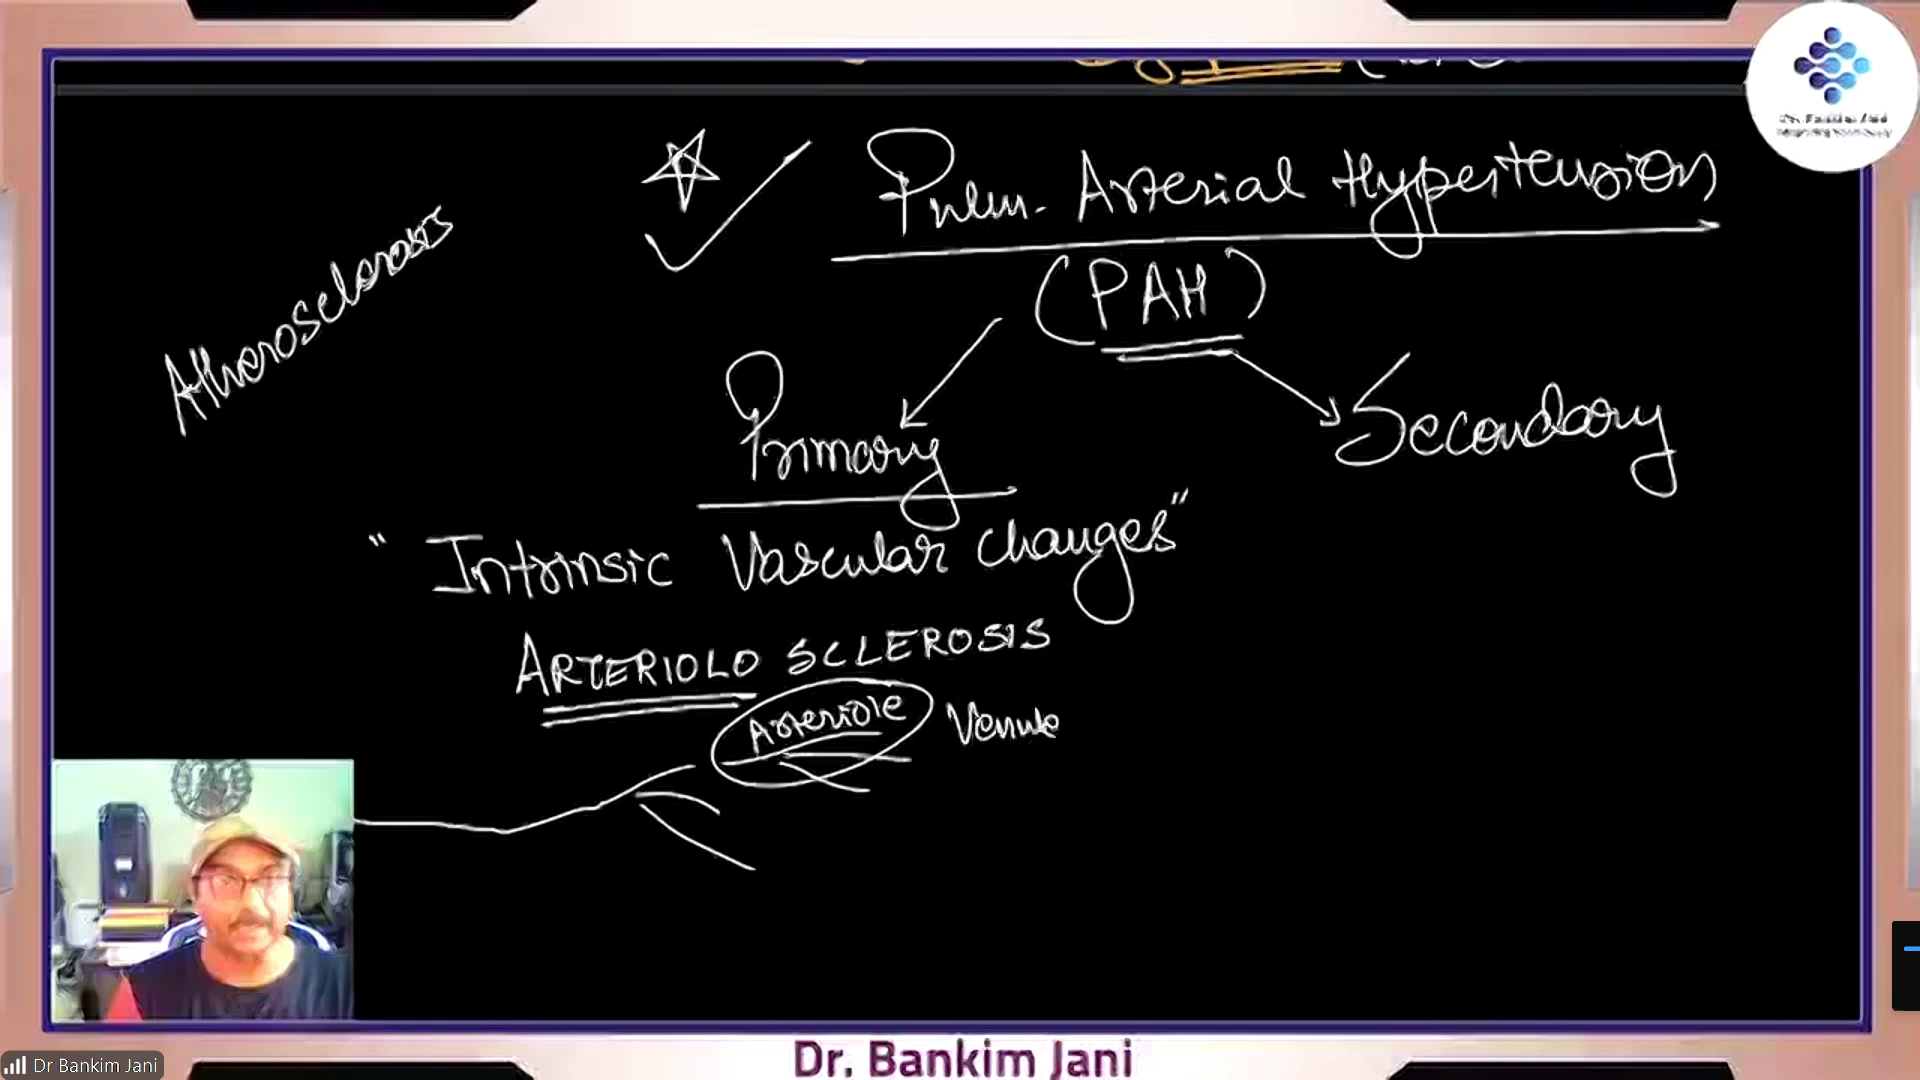 Pulm. Arterial Hypertension
(PAH)
Atherosclerosis
Primary
Secondary
"Intrinsic Vascular changes"
ARTERIOLO SCLEROSIS
Arteriole Venule
Dr Bankim Jani
Dr. Bankim Jani